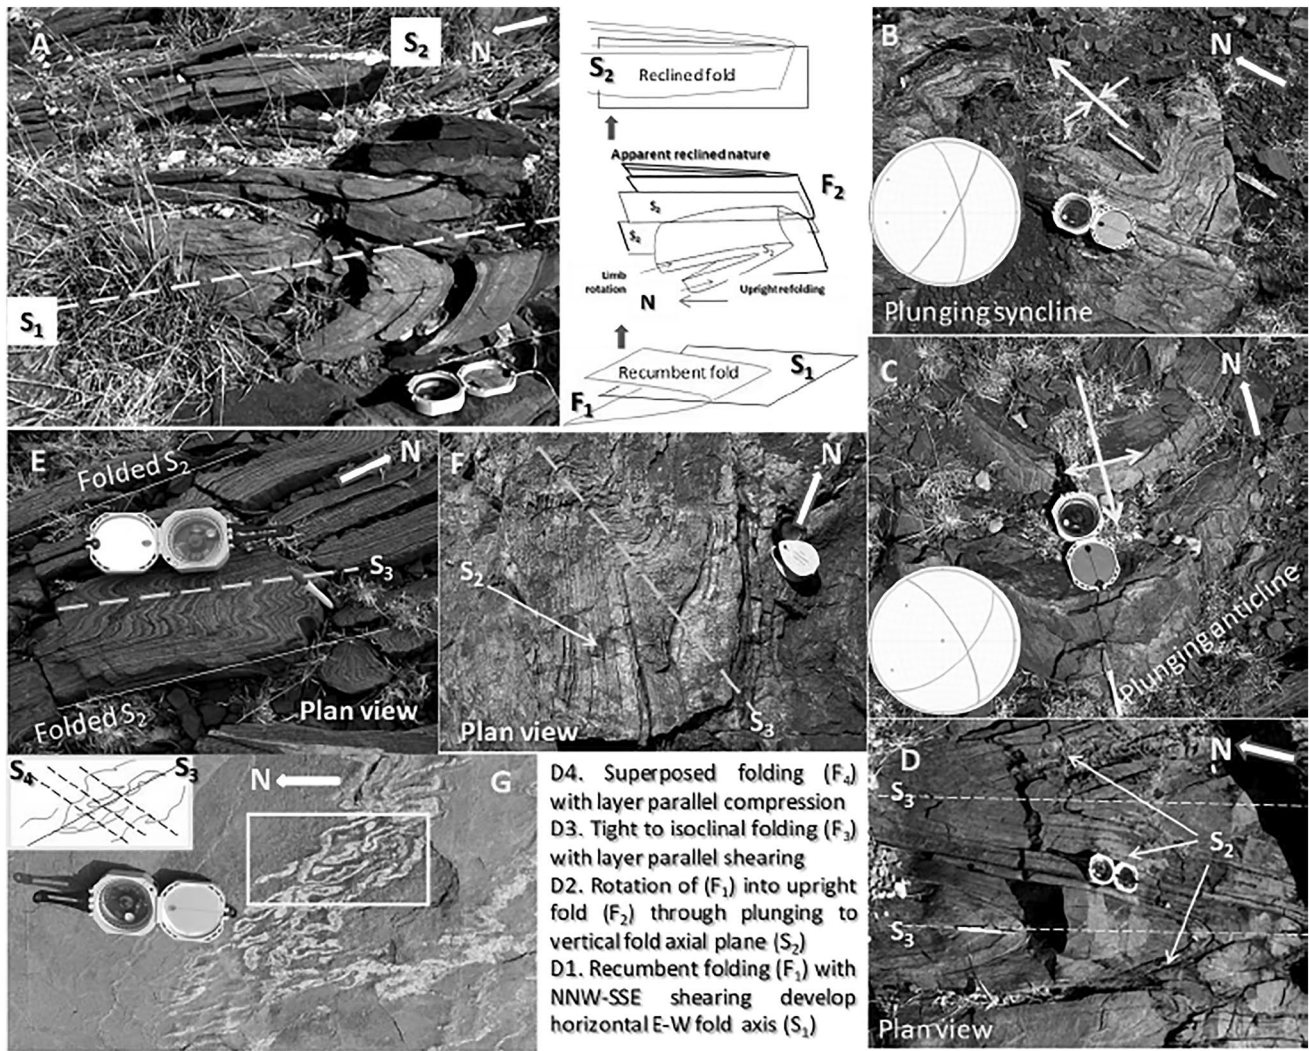 A
S2
N
S1
S2
Reclined fold
Apparent reclined nature
F2
S2
S2
S2
Limb
rotation
N
Upright refolding
S1
Recumbent fold
F1
B
N
Plunging syncline
C
N
Plunging anticline
E
Folded S2
N
S3
Folded S2
Plan view
F
N
S2
S3
Plan view
D
N
S3
S2
S3
Plan view
S4
S3
N
G
D4. Superposed folding (F4)
with layer parallel compression
D3. Tight to isoclinal folding (F3)
with layer parallel shearing
D2. Rotation of (F1) into upright
fold (F2) through plunging to
vertical fold axial plane (S2)
D1. Recumbent folding (F1) with
NNW-SSE shearing develop
horizontal E-W fold axis (S1)